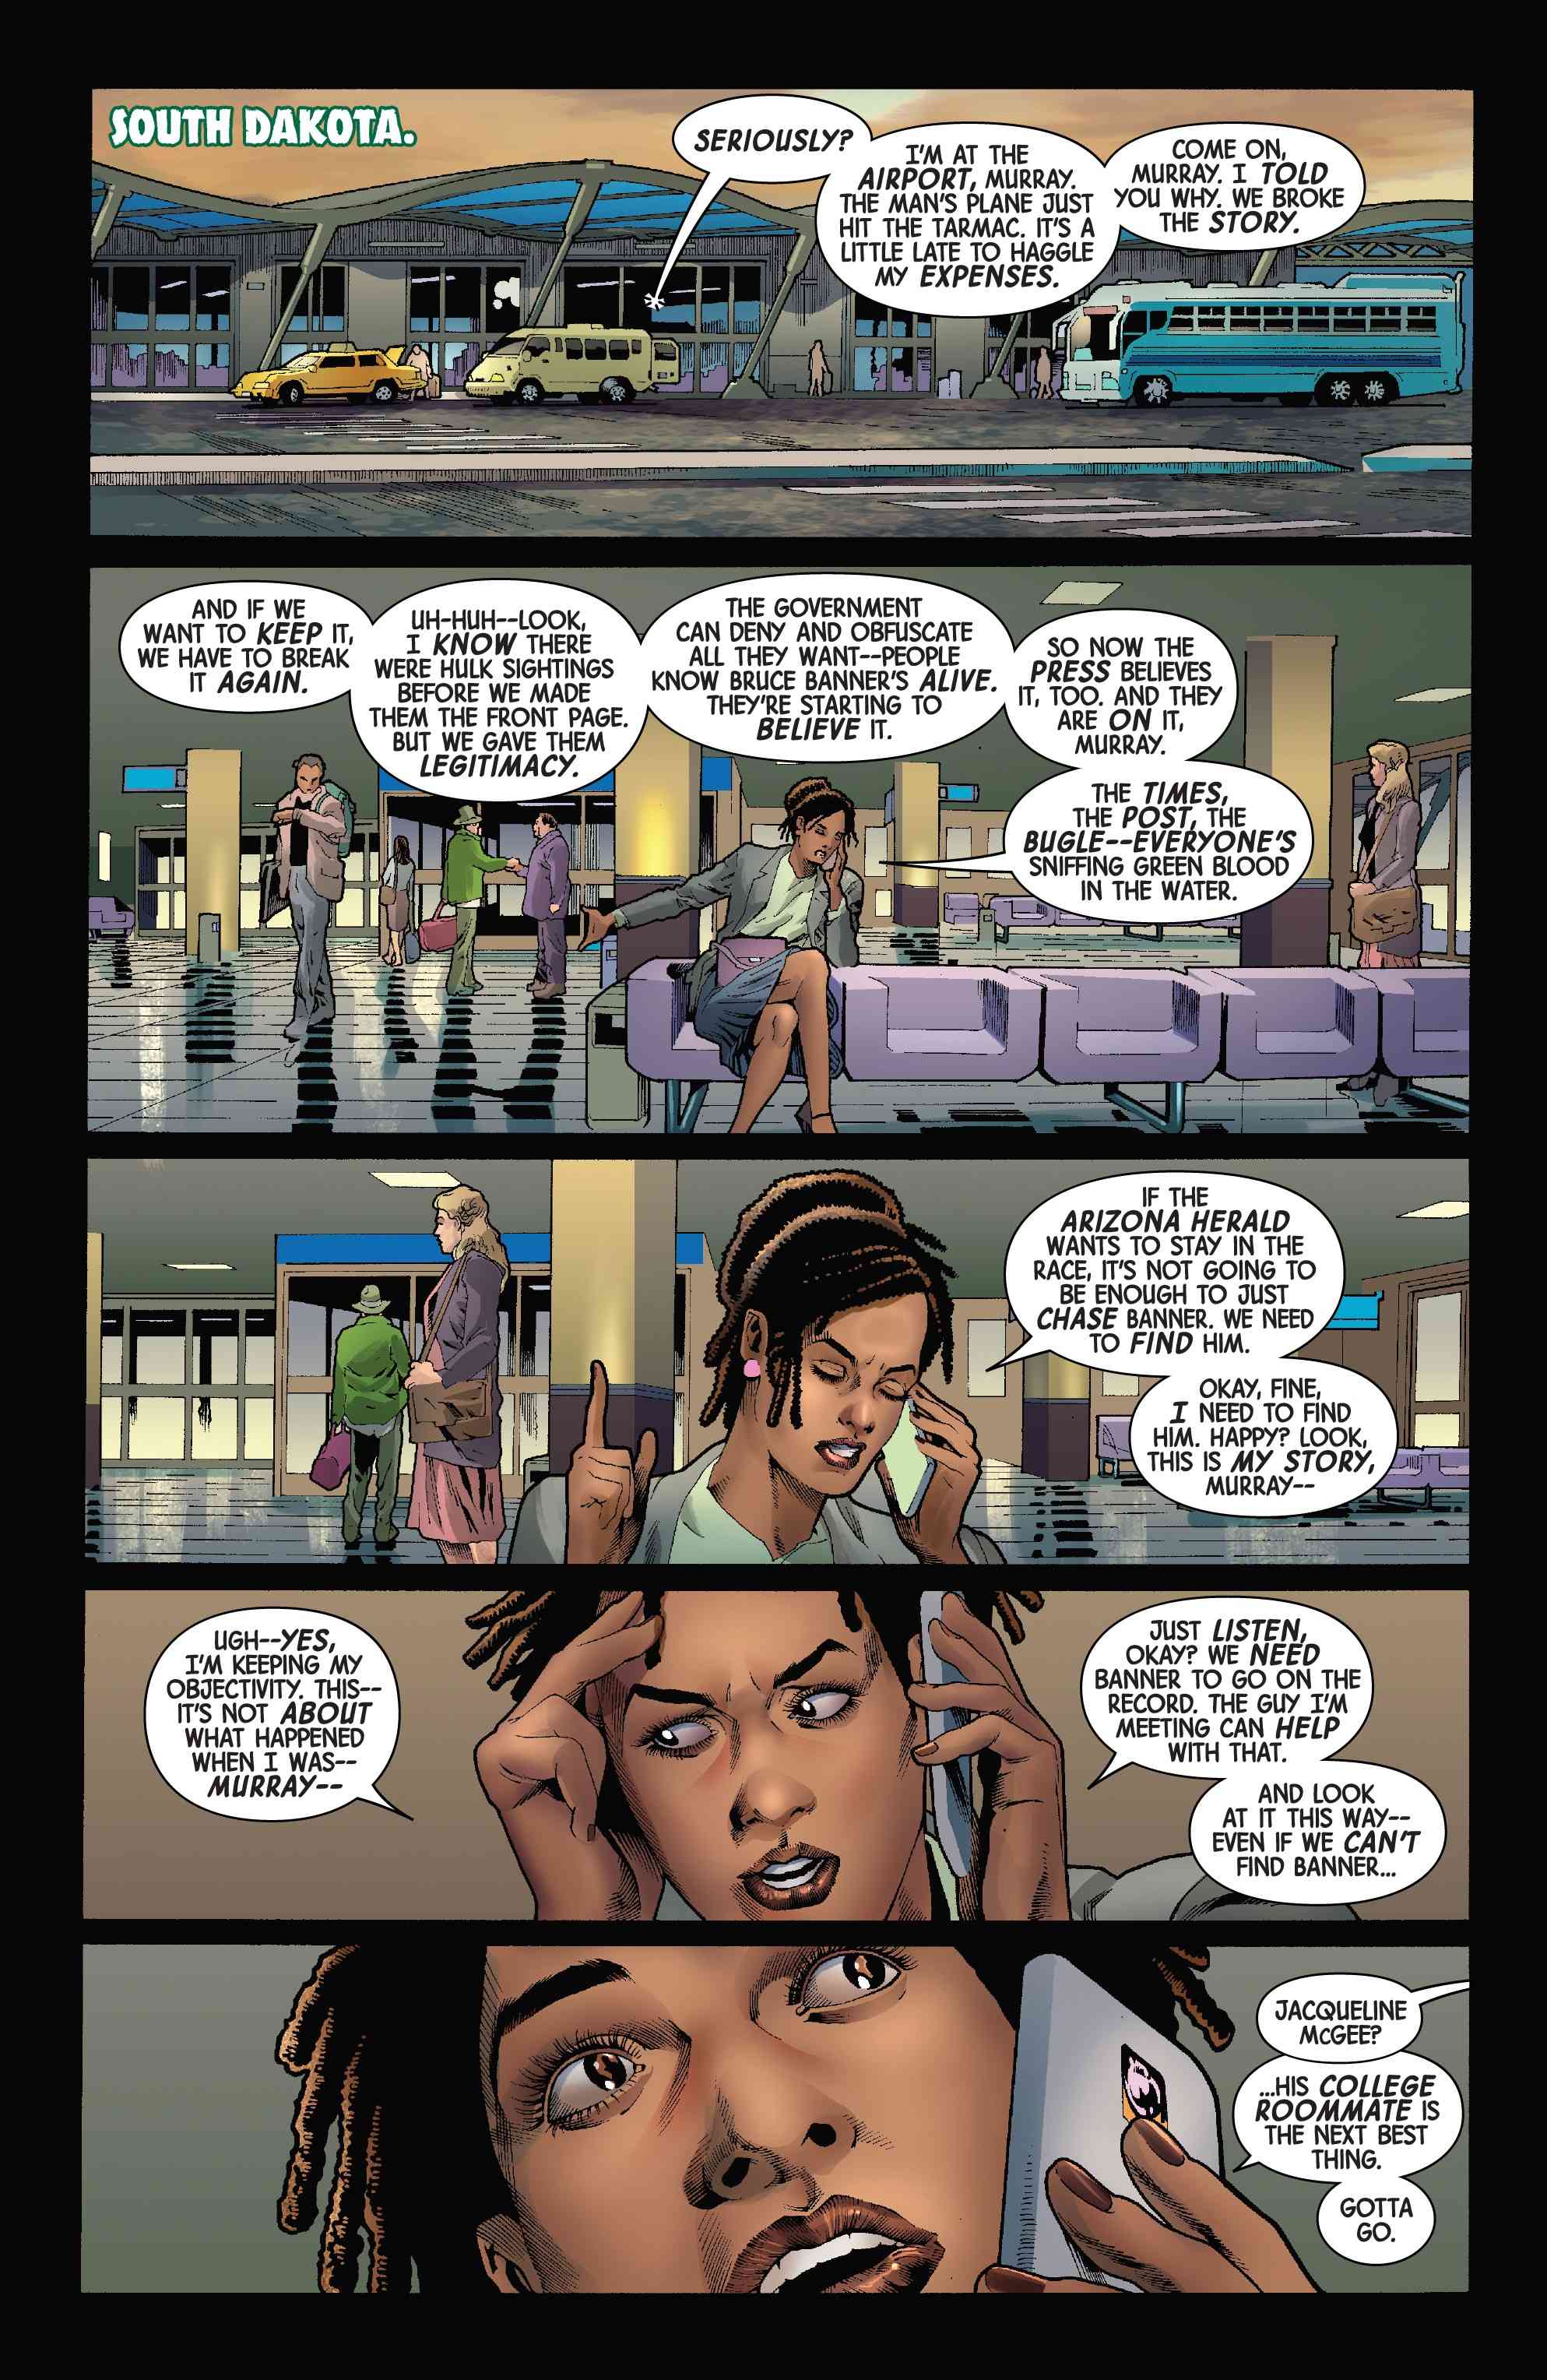 SOUTH DAKOTA.
SERIOUSLY?
I'M AT THE
AIRPORT, MURRAY.
THE MAN'S PLANE JUST
HIT THE TARMAC. IT'S A
LITTLE LATE TO HAGGLE
MY EXPENSES.
COME ON,
MURRAY. I TOLD
YOU WHY. WE BROKE
THE STORY.
AND IF WE
WANT TO KEEP IT,
WE HAVE TO BREAK
IT AGAIN.
UH-HUH--LOOK,
I KNOW THERE
WERE HULK SIGHTINGS
BEFORE WE MADE
THEM THE FRONT PAGE.
BUT WE GAVE THEM
LEGITIMACY.
THE GOVERNMENT
CAN DENY AND OBFUSCATE
ALL THEY WANT--PEOPLE
KNOW BRUCE BANNER'S ALIVE.
THEY'RE STARTING TO
BELIEVE IT.
SO NOW THE
PRESS BELIEVES
IT, TOO. AND THEY
ARE ON IT,
MURRAY.
THE TIMES,
THE POST, THE
BUGLE--EVERYONE'S
SNIFFING GREEN BLOOD
IN THE WATER.
IF THE
ARIZONA HERALD
WANTS TO STAY IN THE
RACE, IT'S NOT GOING TO
BE ENOUGH TO JUST
CHASE BANNER. WE NEED
TO FIND HIM.
OKAY, FINE,
I NEED TO FIND
HIM. HAPPY? LOOK,
THIS IS MY STORY,
MURRAY--
UGH--YES,
I'M KEEPING MY
OBJECTIVITY. THIS--
IT'S NOT ABOUT
WHAT HAPPENED
WHEN I WAS--
MURRAY--
JUST LISTEN,
OKAY? WE NEED
BANNER TO GO ON THE
RECORD. THE GUY I'M
MEETING CAN HELP
WITH THAT.
AND LOOK
AT IT THIS WAY--
EVEN IF WE CAN'T
FIND BANNER...
JACQUELINE
McGEE?
...HIS COLLEGE
ROOMMATE IS
THE NEXT BEST
THING.
GOTTA
GO.